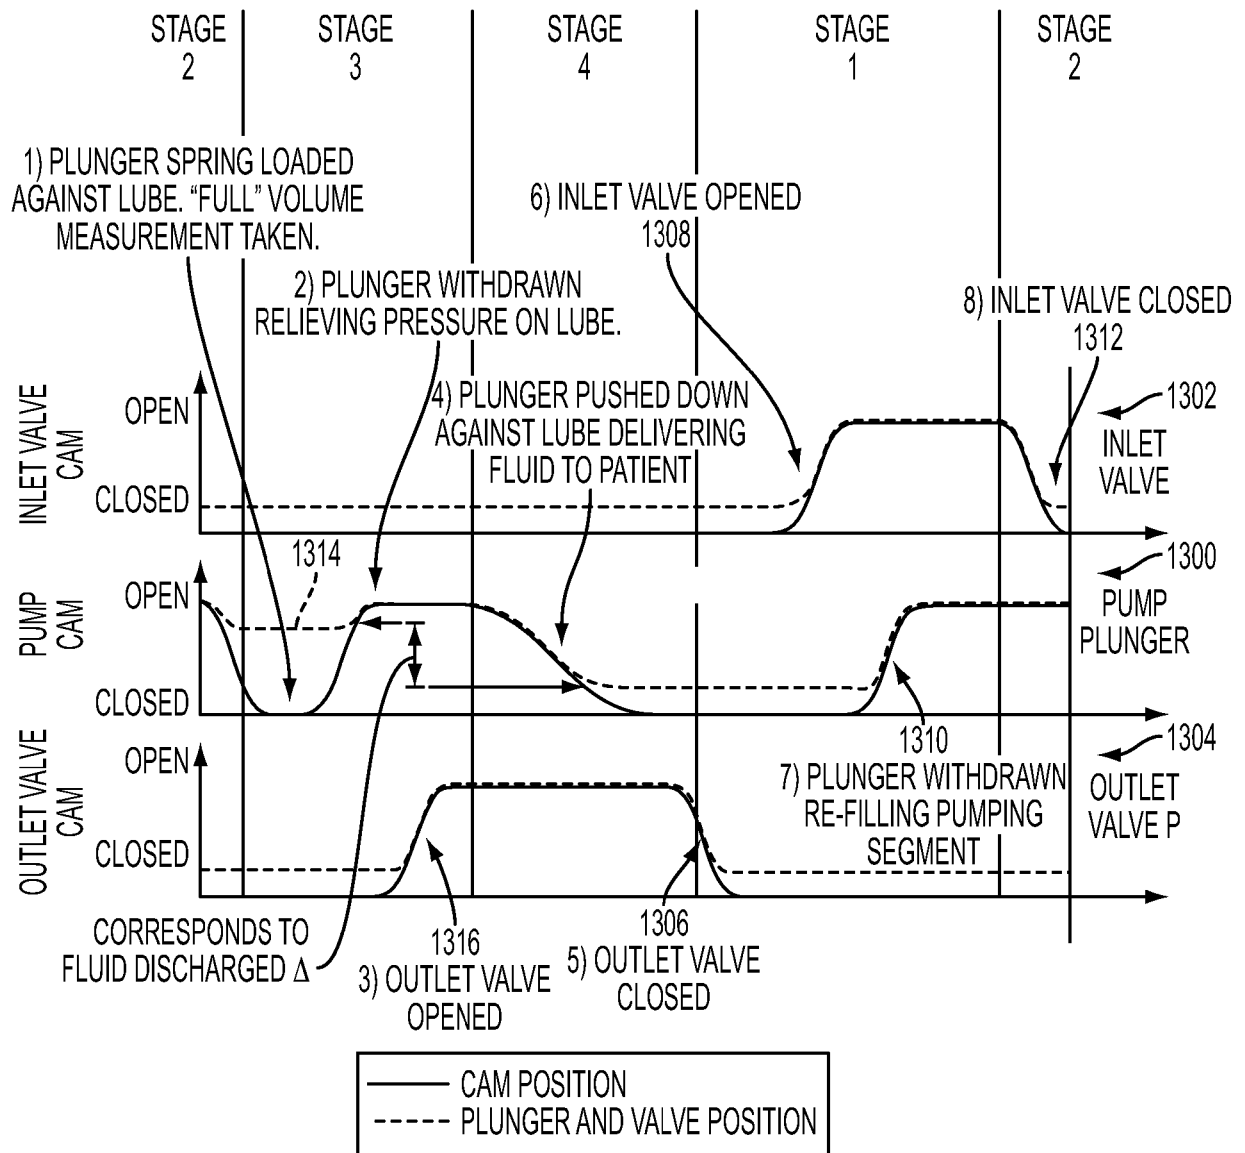 STAGE 2
STAGE 3
STAGE 4
STAGE 1
STAGE 2
1) PLUNGER SPRING LOADED
AGAINST LUBE. “FULL” VOLUME
MEASUREMENT TAKEN.
2) PLUNGER WITHDRAWN
RELIEVING PRESSURE ON LUBE.
6) INLET VALVE OPENED
1308
8) INLET VALVE CLOSED
1312
4) PLUNGER PUSHED DOWN
AGAINST LUBE DELIVERING
FLUID TO PATIENT
INLET VALVE
CAM
OPEN
CLOSED
1302
INLET
VALVE
1314
PUMP
CAM
OPEN
CLOSED
1300
PUMP
PLUNGER
1310
7) PLUNGER WITHDRAWN
RE-FILLING PUMPING
SEGMENT
OUTLET VALVE
CAM
OPEN
CLOSED
1304
OUTLET
VALVE P
CORRESPONDS TO
FLUID DISCHARGED Δ
1316
3) OUTLET VALVE
OPENED
1306
5) OUTLET VALVE
CLOSED
CAM POSITION
PLUNGER AND VALVE POSITION